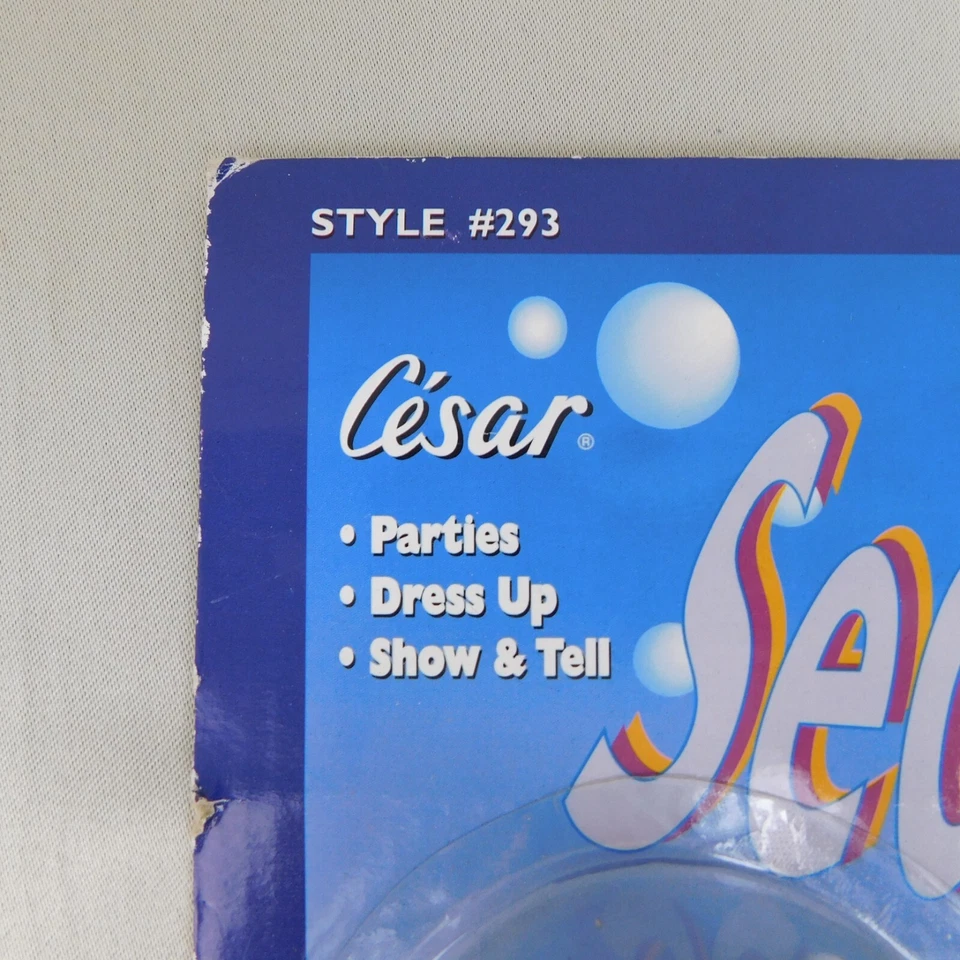 STYLE #293
César®
• Parties
• Dress Up
• Show & Tell